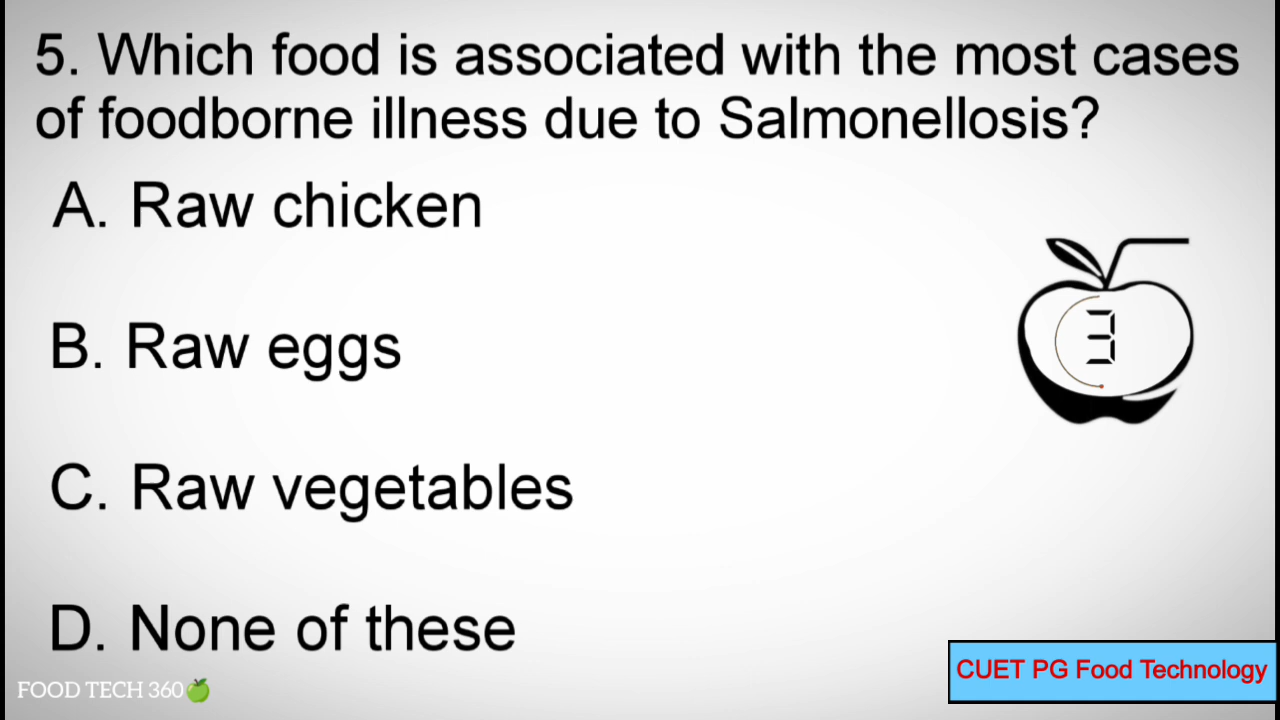 5. Which food is associated with the most cases
of foodborne illness due to Salmonellosis?
A. Raw chicken
3
B. Raw eggs
C. Raw vegetables
D. None of these
CUET PG Food Technology
FOOD TECH 360